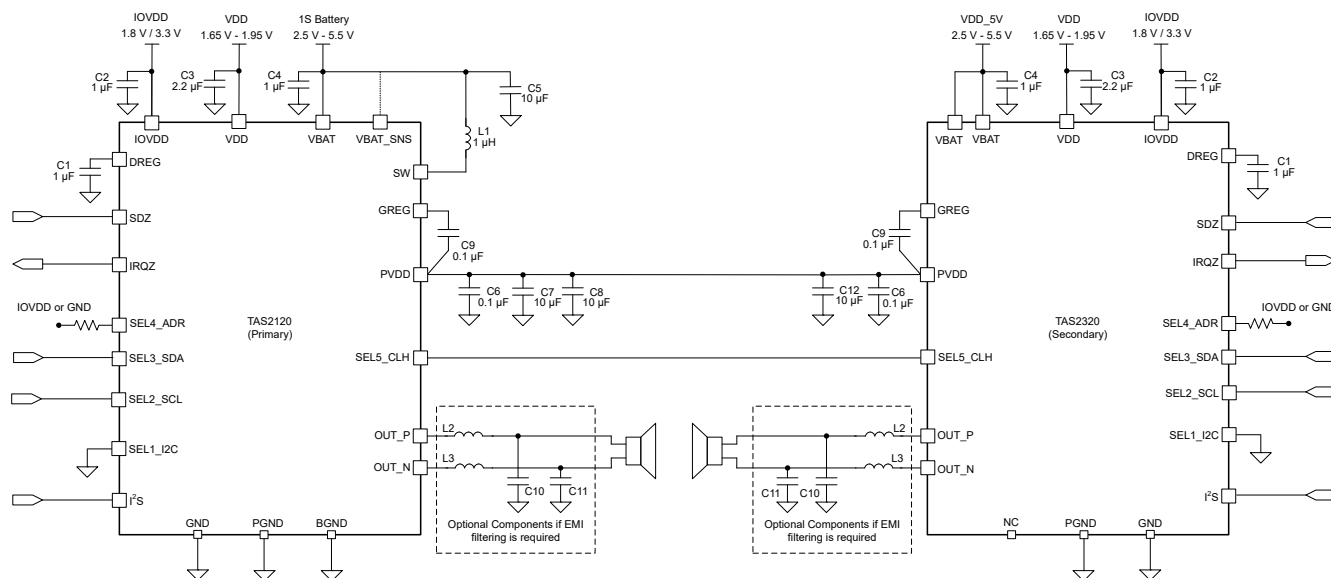 IOVDD
1.8 V / 3.3 V
VDD
1.65 V - 1.95 V
1S Battery
2.5 V - 5.5 V
C2
1 µF
C3
2.2 µF
C4
1 µF
C5
10 µF
L1
1 µH
IOVDD
VDD
VBAT
VBAT_SNS
C1
1 µF
DREG
SDZ
IRQZ
IOVDD or GND
SEL4_ADR
SEL3_SDA
SEL2_SCL
SEL1_I2C
I²S
TAS2120
(Primary)
SW
GREG
C9
0.1 µF
PVDD
C6
0.1 µF
C7
10 µF
C8
10 µF
SEL5_CLH
OUT_P
OUT_N
L2
L3
C10
C11
Optional Components if EMI
filtering is required
GND
PGND
BGND
VDD_5V
2.5 V - 5.5 V
VDD
1.65 V - 1.95 V
IOVDD
1.8 V / 3.3 V
C4
1 µF
C3
2.2 µF
C2
1 µF
VBAT
VBAT
VDD
IOVDD
DREG
C1
1 µF
GREG
C9
0.1 µF
PVDD
C12
10 µF
C6
0.1 µF
SDZ
IRQZ
IOVDD or GND
SEL4_ADR
SEL3_SDA
SEL2_SCL
SEL1_I2C
I²S
TAS2320
(Secondary)
SEL5_CLH
OUT_P
OUT_N
L2
L3
C11
C10
Optional Components if EMI
filtering is required
NC
PGND
GND